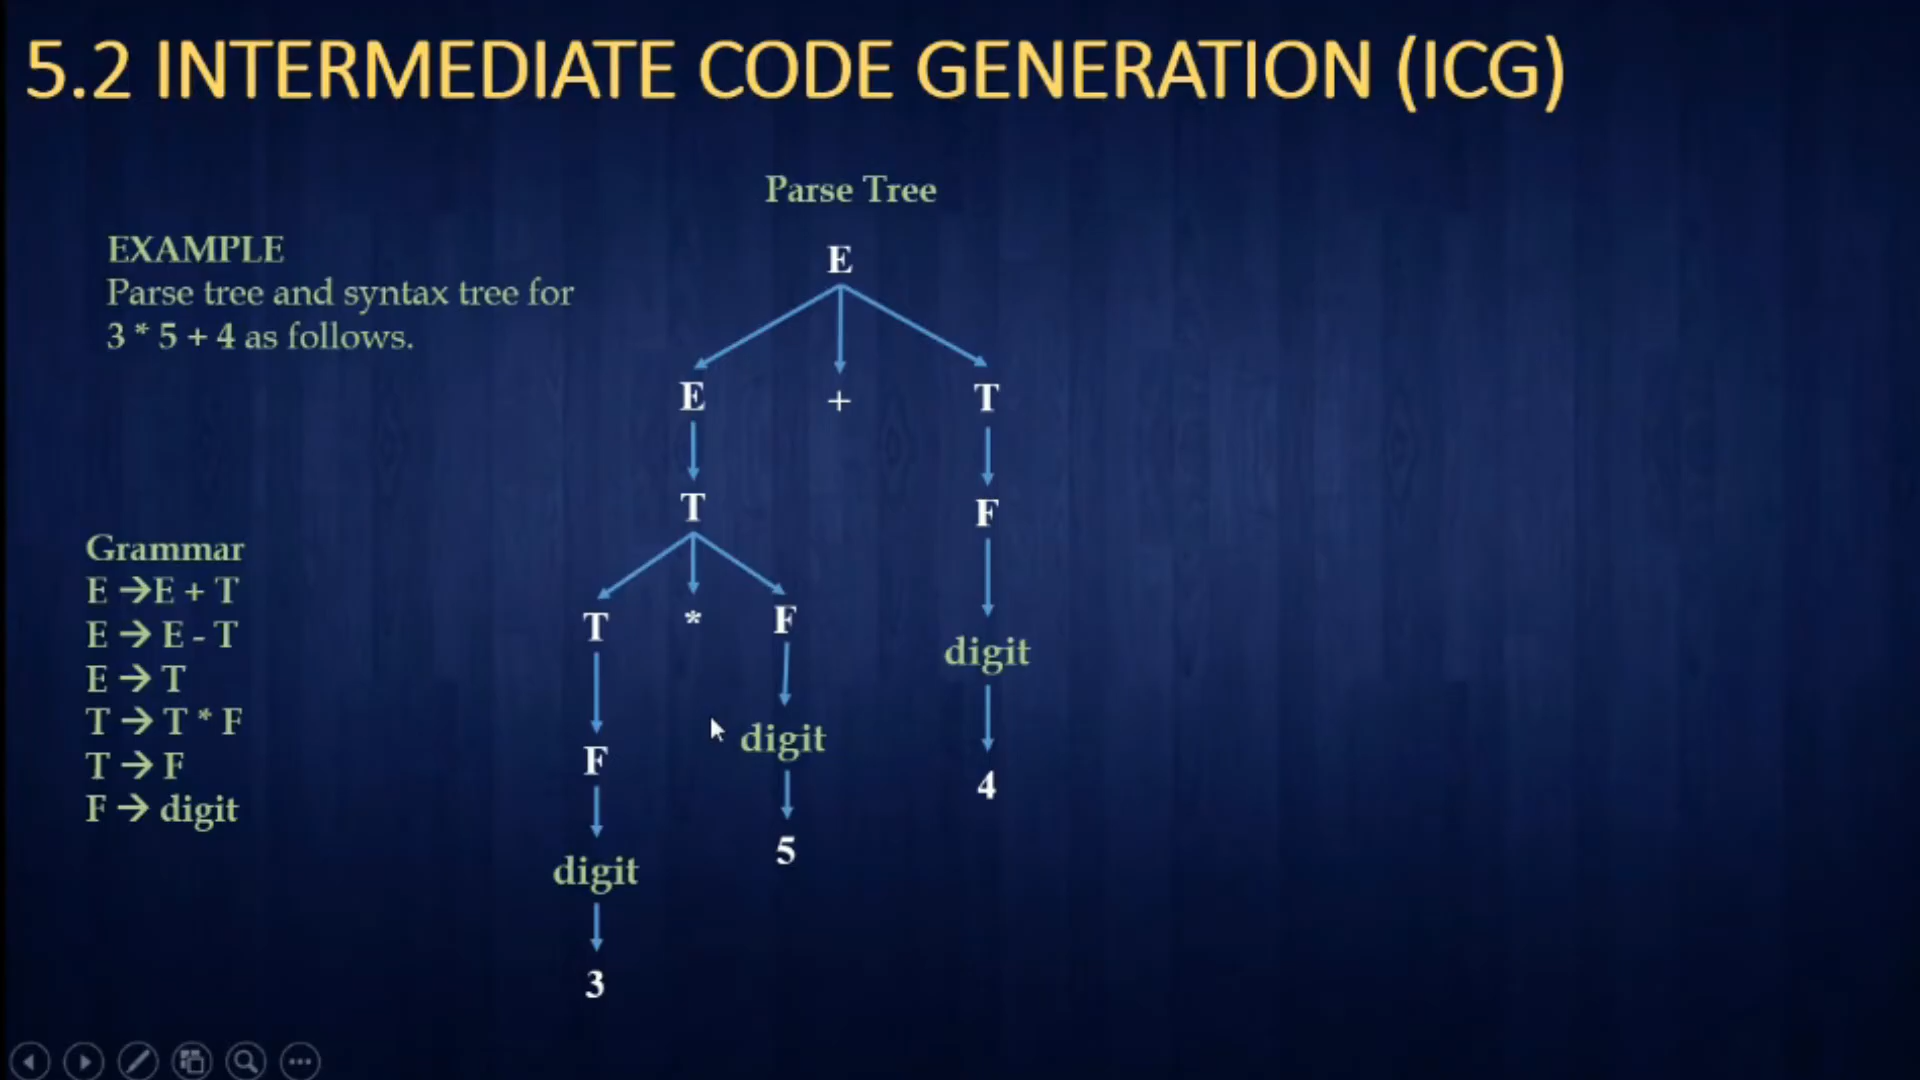 5.2 INTERMEDIATE CODE GENERATION (ICG)
EXAMPLE
Parse tree and syntax tree for
3 * 5 + 4 as follows.
Grammar
E → E + T
E → E - T
E → T
T → T * F
T → F
F → digit
Parse Tree
E
E + T
T F
T * F
digit
F digit 4
digit 5
3